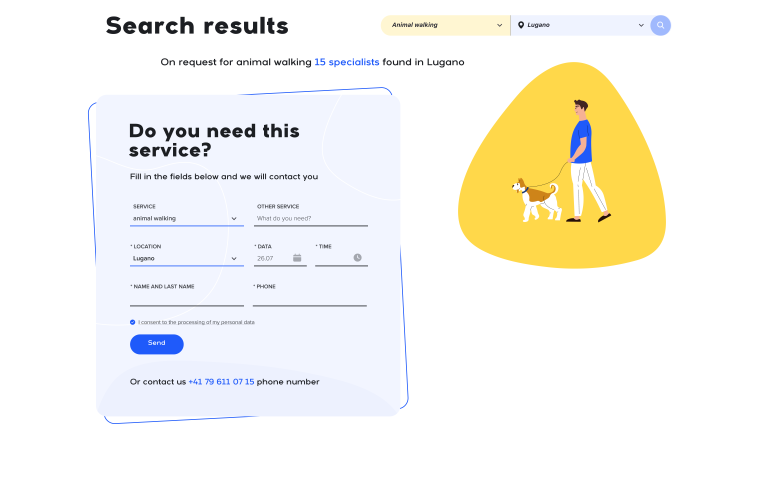 Search results
Animal walking
Lugano
On request for animal walking 15 specialists found in Lugano
Do you need this
service?
Fill in the fields below and we will contact you
SERVICE
OTHER SERVICE
animal walking
What do you need?
* LOCATION
* DATA
* TIME
Lugano
26.07
* NAME AND LAST NAME
* PHONE
I consent to the processing of my personal data
Send
Or contact us +41 79 611 07 15 phone number